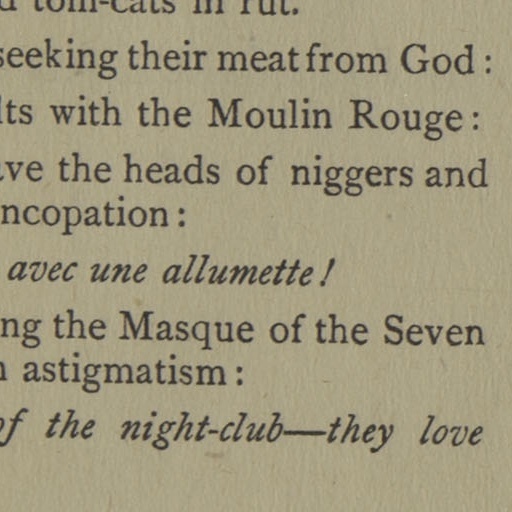 tom-cats in rut.
seeking their meat from God :
lts with the Moulin Rouge :
ve the heads of niggers and
ncopation :
avec une allumette !
ng the Masque of the Seven
astigmatism :
of the night-club—they love